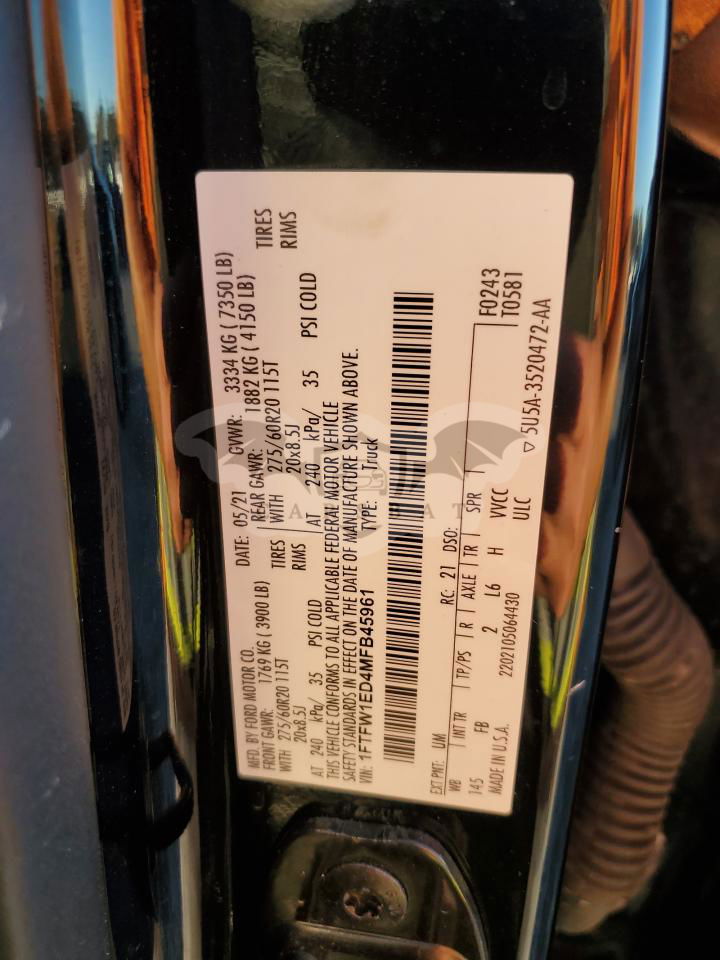 MFD. BY FORD MOTOR CO. DATE: 05/21 GVWR: 3334 KG ( 7350 LB)
FRONT GAWR: 1769 KG ( 3900 LB) REAR GAWR: 1882 KG ( 4150 LB)
WITH 275/60R20 115T TIRES WITH 275/60R20 115T TIRES
20x8.5J RIMS 20x8.5J RIMS
AT 240 kPa/ 35 PSI COLD AT 240 kPa/ 35 PSI COLD
THIS VEHICLE CONFORMS TO ALL APPLICABLE FEDERAL MOTOR VEHICLE
SAFETY STANDARDS IN EFFECT ON THE DATE OF MANUFACTURE SHOWN ABOVE.
VIN: 1FTFW1ED4MFB45961 TYPE: Truck
EXT PNT: UM RC: 21 DSO:
WB INT TR TP/PS R AXLE TR SPR F0243
145 FB 2 L6 H VVCC T0581
MADE IN U.S.A. 2202105064430 ULC
5U5A-3520472-AA